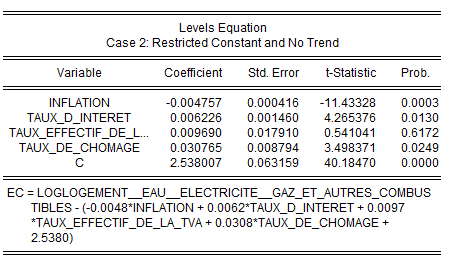 Levels Equation
Case 2: Restricted Constant and No Trend
Variable Coefficient Std. Error t-Statistic Prob.
INFLATION -0.004757 0.000416 -11.43328 0.0003
TAUX_D_INTERET 0.006226 0.001460 4.265376 0.0130
TAUX_EFFECTIF_DE_L... 0.009690 0.017910 0.541041 0.6172
TAUX_DE_CHOMAGE 0.030765 0.008794 3.498371 0.0249
C 2.538007 0.063159 40.18470 0.0000
EC = LOGLOGEMENT__EAU__ELECTRICITE__GAZ_ET_AUTRES_COMBUS
TIBLES - (-0.0048*INFLATION + 0.0062*TAUX_D_INTERET + 0.0097
*TAUX_EFFECTIF_DE_LA_TVA + 0.0308*TAUX_DE_CHOMAGE +
2.5380)